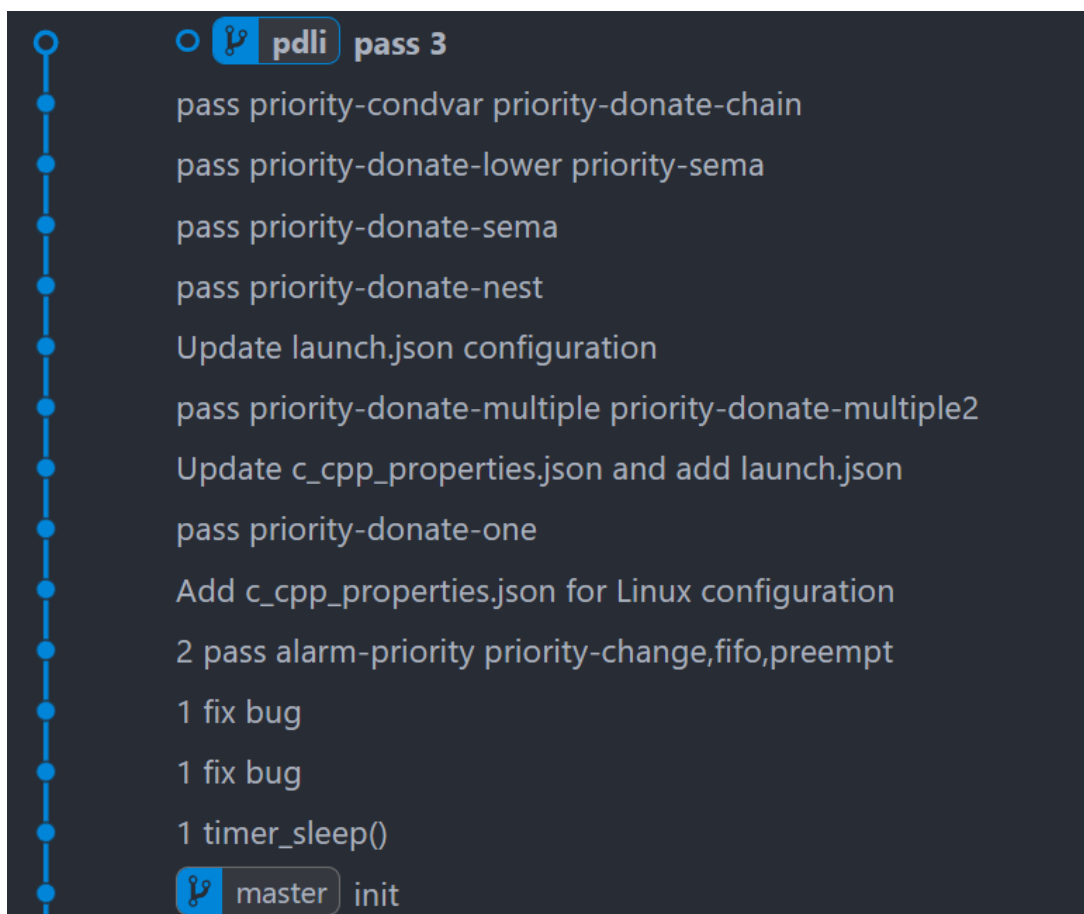 pdli pass 3
pass priority-condvar priority-donate-chain
pass priority-donate-lower priority-sema
pass priority-donate-sema
pass priority-donate-nest
Update launch.json configuration
pass priority-donate-multiple priority-donate-multiple2
Update c_cpp_properties.json and add launch.json
pass priority-donate-one
Add c_cpp_properties.json for Linux configuration
2 pass alarm-priority priority-change,fifo,preempt
1 fix bug
1 fix bug
1 timer_sleep()
master init